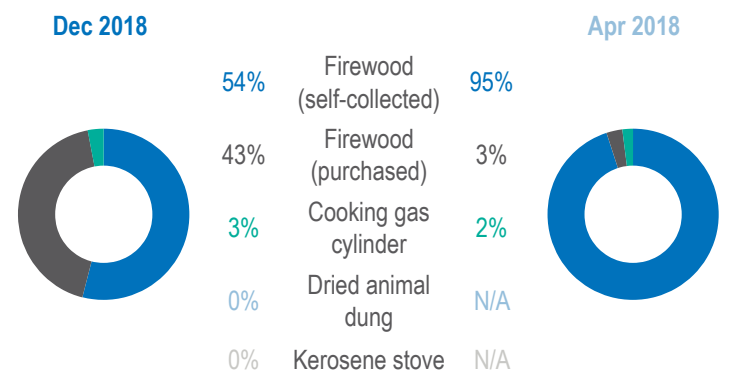 Dec 2018
Apr 2018
54%
Firewood
(self-collected)
95%
43%
Firewood
(purchased)
3%
3%
Cooking gas
cylinder
2%
0%
Dried animal
dung
N/A
0%
Kerosene stove
N/A